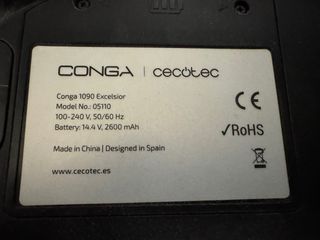 CONGA | cecotec
Conga 1090 Excelsior
Model No.: 05110
100-240 V, 50/60 Hz
Battery: 14.4 V, 2600 mAh
CE
✓RoHS
Made in China | Designed in Spain
www.cecotec.es